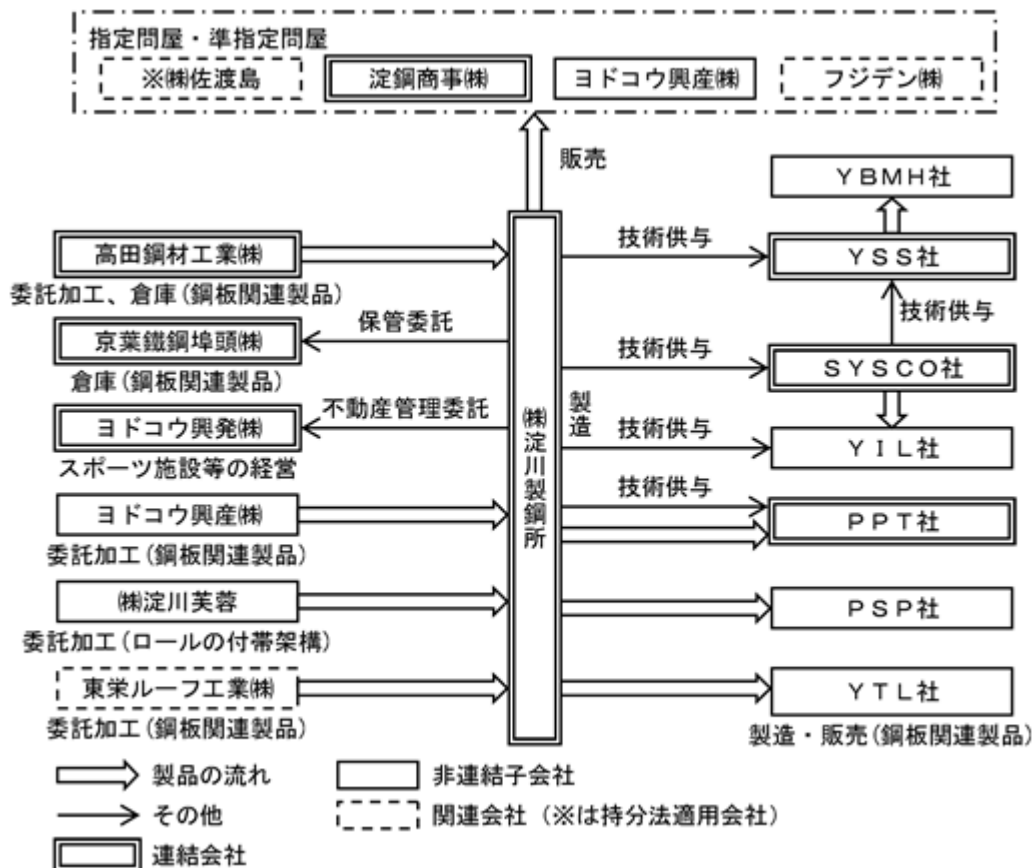 指定問屋・準指定問屋
※㈱佐渡島
淀鋼商事㈱
ヨドコウ興産㈱
フジデン㈱
販売
YBMH社
高田鋼材工業㈱
委託加工、倉庫(鋼板関連製品)
技術供与
YSS社
技術供与
京葉鐵鋼埠頭㈱
倉庫(鋼板関連製品)
保管委託
技術供与
SYSCO社
ヨドコウ興発㈱
スポーツ施設等の経営
不動産管理委託
㈱淀川製鋼所
製造
技術供与
YIL社
ヨドコウ興産㈱
委託加工(鋼板関連製品)
技術供与
PPT社
㈱淀川芙蓉
委託加工(ロールの付帯架構)
PSP社
東栄ルーフ工業㈱
委託加工(鋼板関連製品)
YTL社
製造・販売(鋼板関連製品)
製品の流れ
非連結子会社
その他
関連会社(※は持分法適用会社)
連結会社